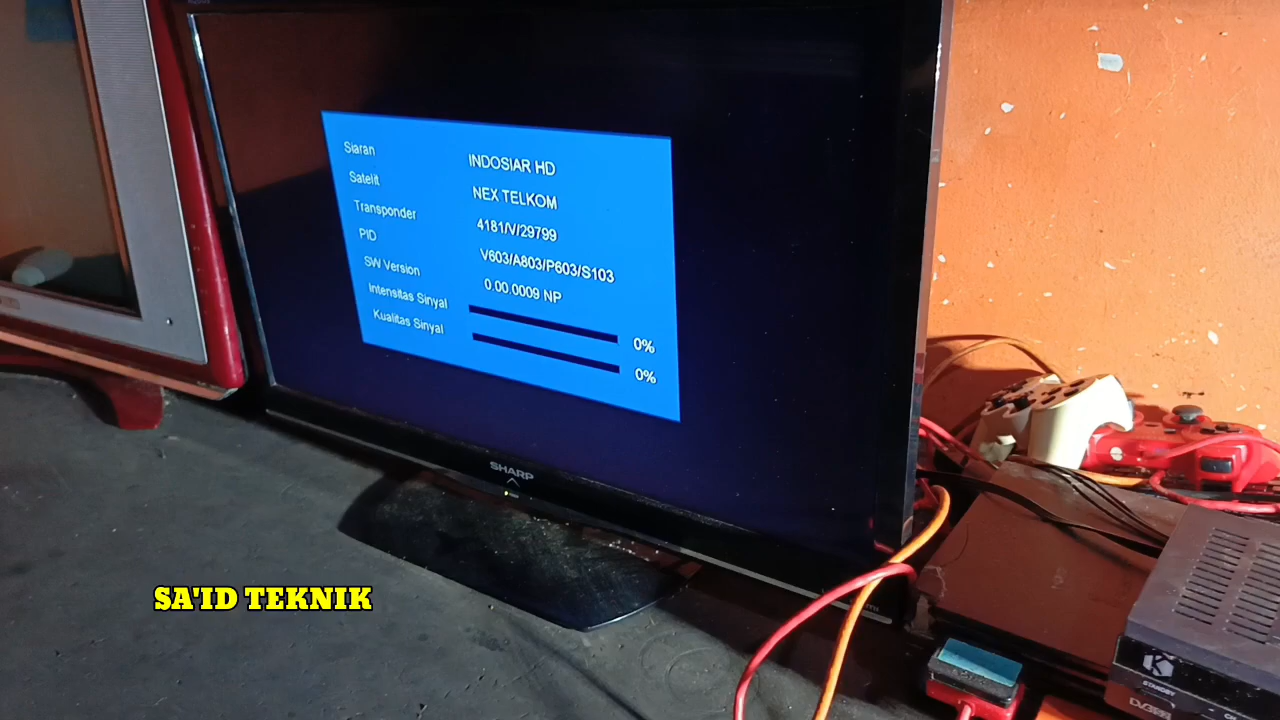 Siaran INDOSIAR HD
Satelit NEX TELKOM
Transponder 4181/V/29799
PID V603/A803/P603/S103
SW Version 0.00.0009 NP
Intensitas Sinyal 0%
Kualitas Sinyal 0%
SHARP
SA'ID TEKNIK
K
STANDBY